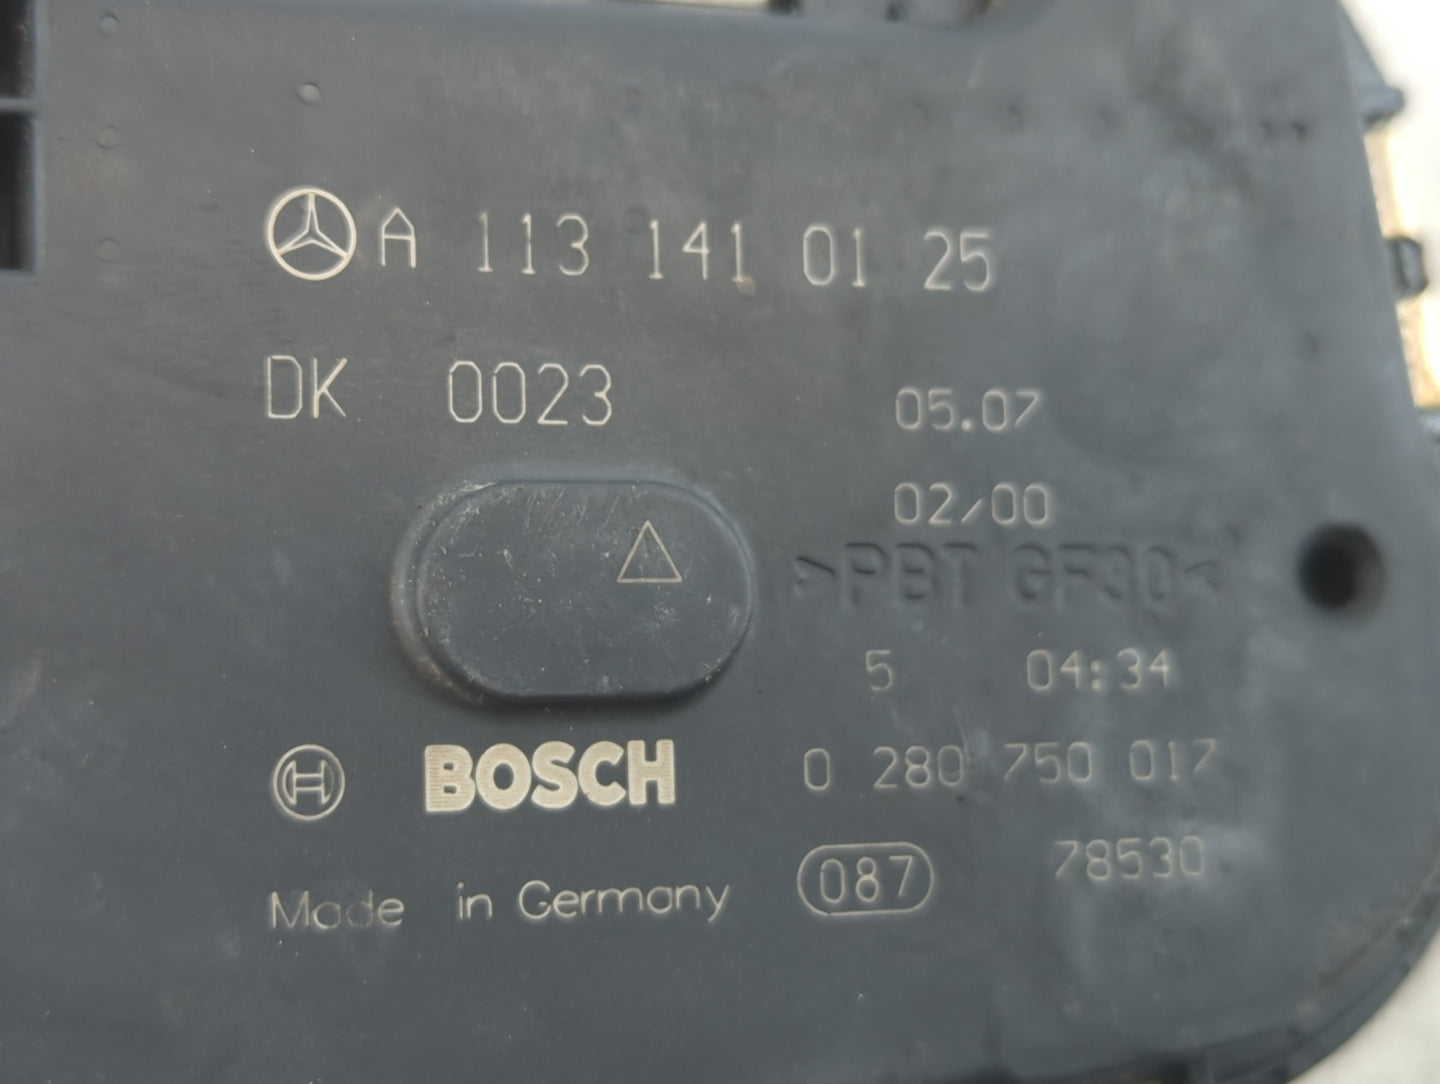 A 113 141 01 25
DK 0023
05.07
02/00
>PBT GF30<
5 04:34
BOSCH 0 280 750 017
Made in Germany 087 78530